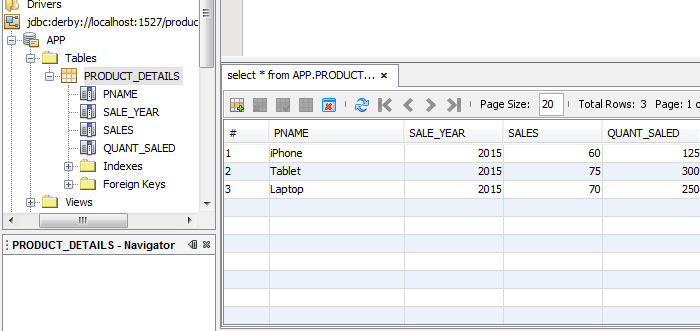 Drivers
jdbc:derby://localhost:1527/produc
APP
Tables
PRODUCT_DETAILS
PNAME
SALE_YEAR
SALES
QUANT_SALED
Indexes
Foreign Keys
Views
PRODUCT_DETAILS - Navigator
select * from APP.PRODUCT...
Page Size: 20 Total Rows: 3 Page: 1 o
# PNAME SALE_YEAR SALES QUANT_SALED
1 iPhone 2015 60 125
2 Tablet 2015 75 300
3 Laptop 2015 70 250